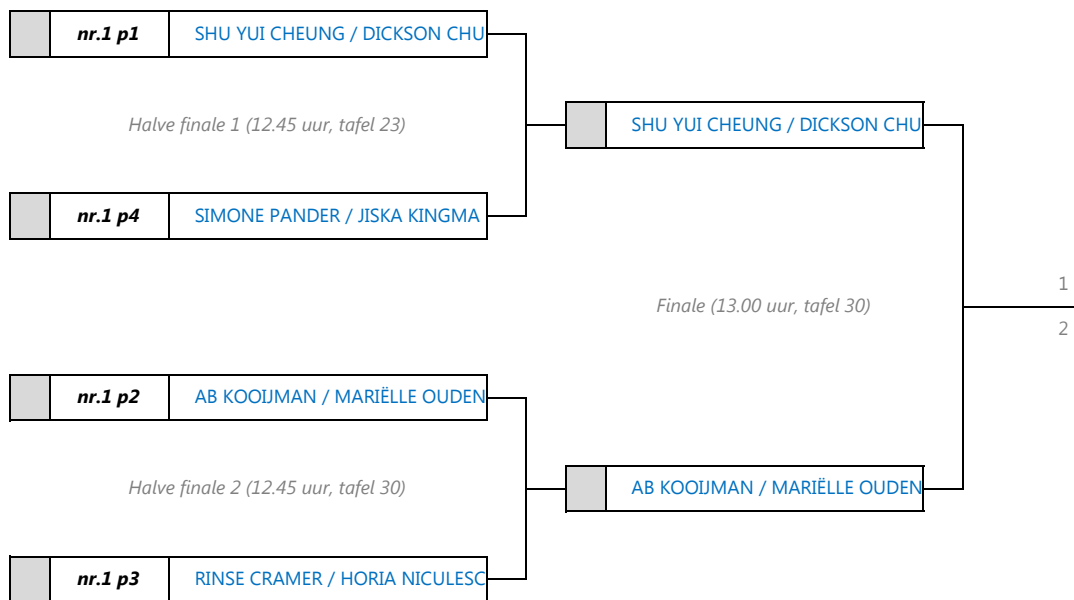 nr.1 p1 SHU YUI CHEUNG / DICKSON CHU
Halve finale 1 (12.45 uur, tafel 23)
SHU YUI CHEUNG / DICKSON CHU
nr.1 p4 SIMONE PANDER / JISKA KINGMA
1
Finale (13.00 uur, tafel 30)
2
nr.1 p2 AB KOOIJMAN / MARIËLLE OUDEN
Halve finale 2 (12.45 uur, tafel 30)
AB KOOIJMAN / MARIËLLE OUDEN
nr.1 p3 RINSE CRAMER / HORIA NICULESC